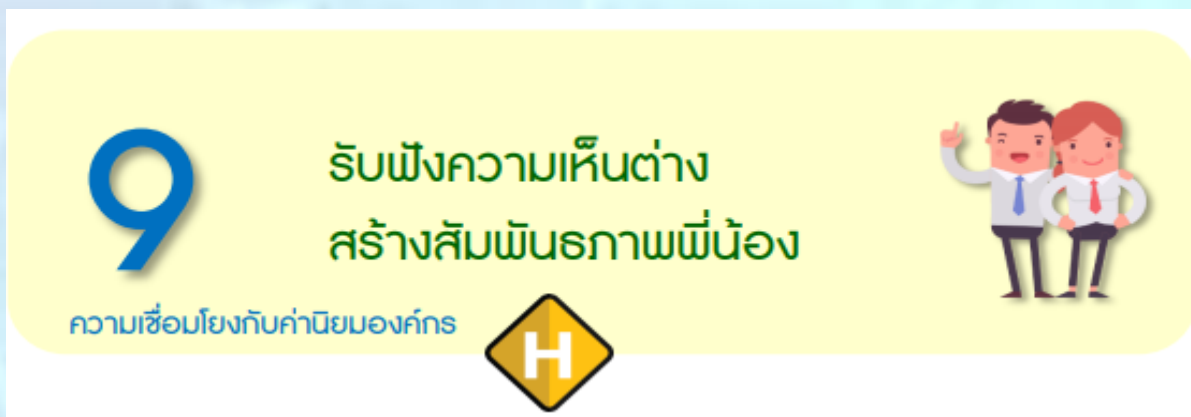 9
รับฟังความเห็นต่าง
สร้างสัมพันธภาพพี่น้อง
ความเชื่อมโยงกับค่านิยมองค์กร
H